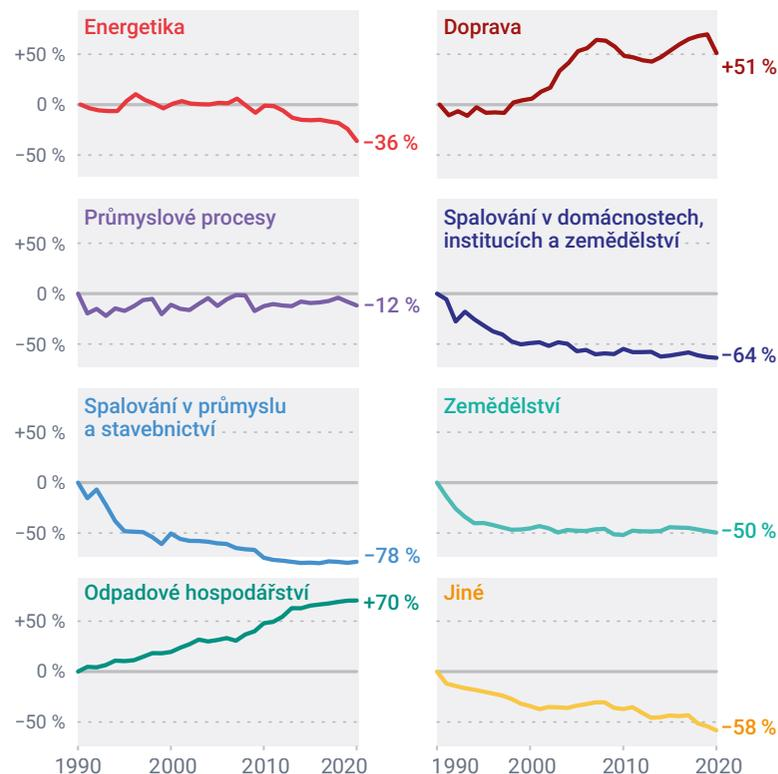 Energetika
+50 %
0 %
−50 %
−36 %
Doprava
+51 %
Průmyslové procesy
+50 %
0 %
−50 %
−12 %
Spalování v domácnostech,
institucích a zemědělství
−64 %
Spalování v průmyslu
a stavebnictví
+50 %
0 %
−50 %
−78 %
Zemědělství
−50 %
Odpadové hospodářství
+50 %
0 %
−50 %
+70 %
Jiné
−58 %
1990 2000 2010 2020
1990 2000 2010 2020